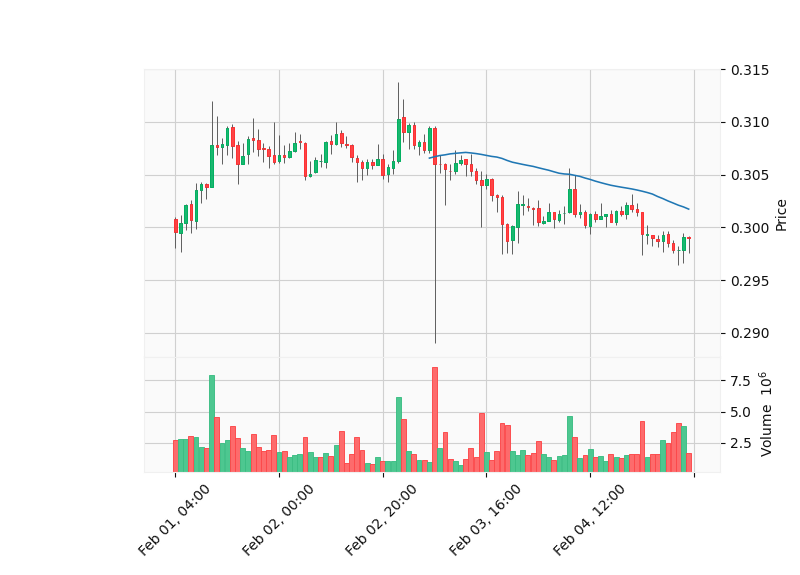 0.315
0.310
0.305
0.300
0.295
0.290
Price
7.5
5.0
2.5
Volume 10⁶
Feb 01, 04:00
Feb 02, 00:00
Feb 02, 20:00
Feb 03, 16:00
Feb 04, 12:00